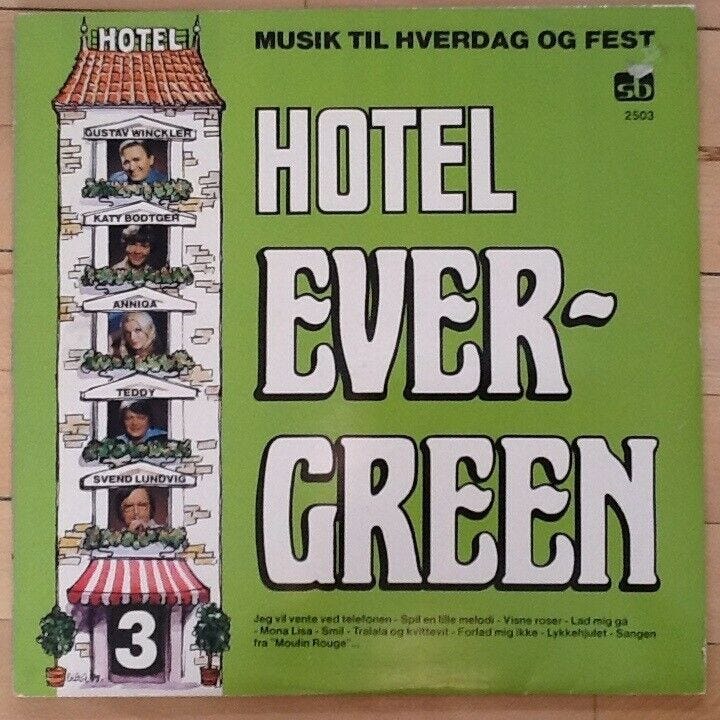 HOTEL
MUSIK TIL HVERDAG OG FEST
sb
2503
HOTEL
EVER-
GREEN
GUSTAV WINCKLER
KATY BØDTGER
ANNIQA
TEDDY
SVEND LUNDVIG
3
Jeg vil vente ved telefonen - Spil en lille melodi - Visne roser - Lad mig gå
- Mona Lisa - Smil - Tralala og kvittevit - Forlad mig ikke - Lykkehjulet - Sangen
fra "Moulin Rouge" ...